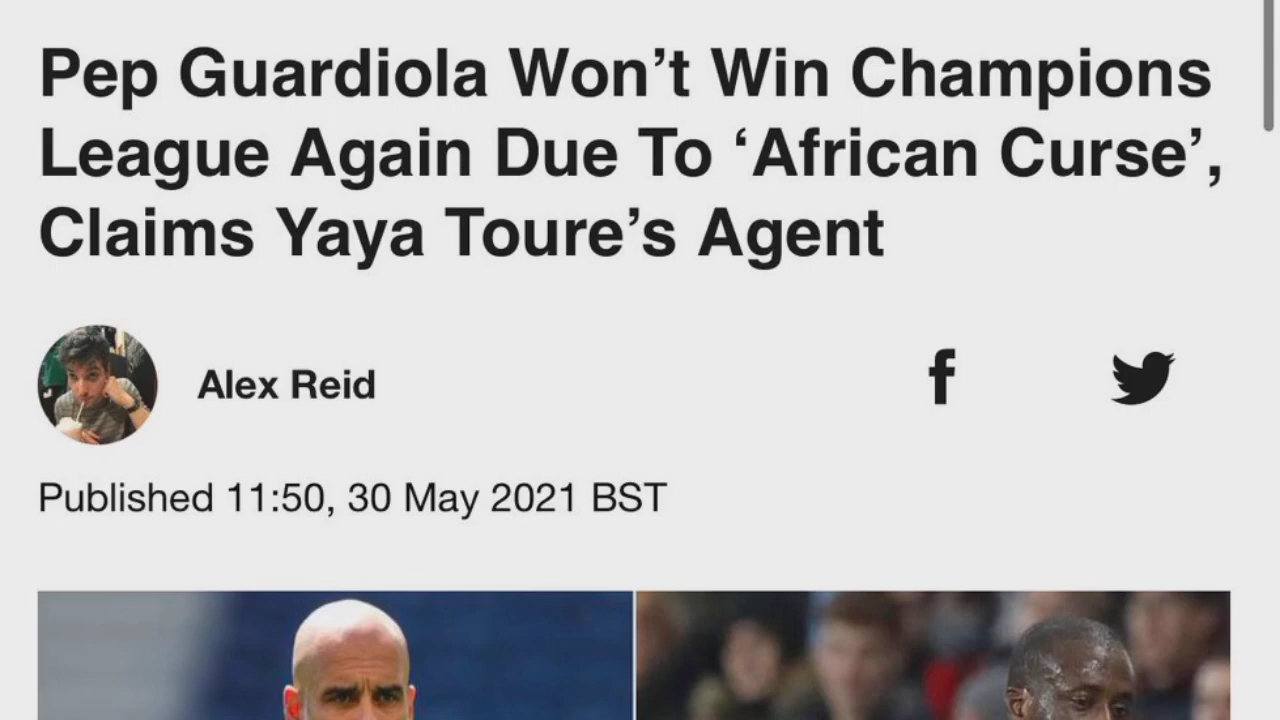 Pep Guardiola Won’t Win Champions
League Again Due To ‘African Curse’,
Claims Yaya Toure’s Agent
Alex Reid
Published 11:50, 30 May 2021 BST